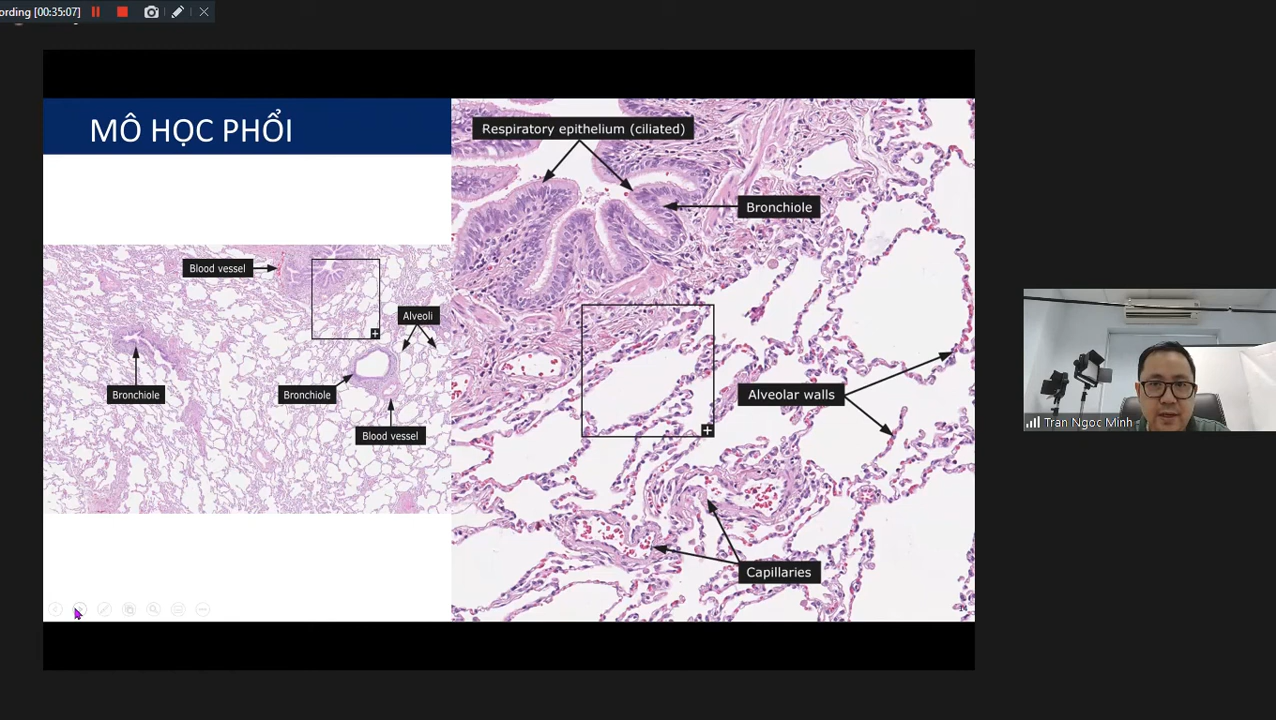 ording [00:35:07]
MÔ HỌC PHỔI
Respiratory epithelium (ciliated)
Bronchiole
Blood vessel
Alveoli
Bronchiole
Bronchiole
Blood vessel
Alveolar walls
Capillaries
Tran Ngoc Minh